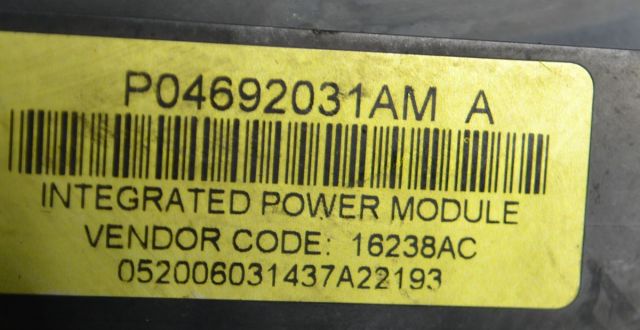 P04692031AM A
INTEGRATED POWER MODULE
VENDOR CODE: 16238AC
052006031437A22193